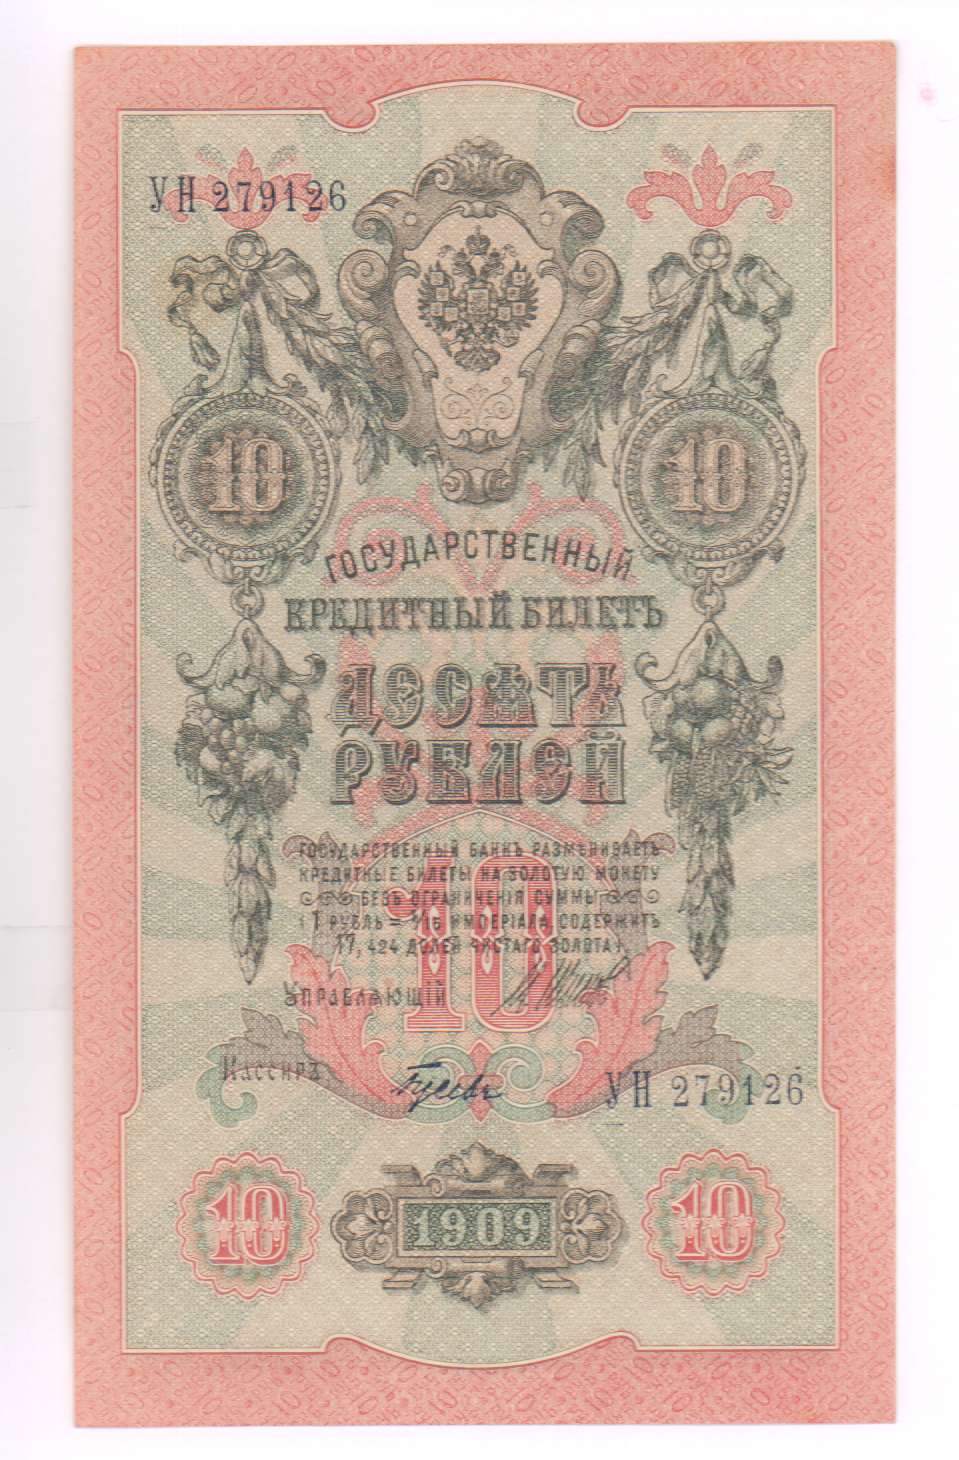 УН 279126
10
10
ГОСУДАРСТВЕННЫЙ
КРЕДИТНЫЙ БИЛЕТЪ
ДЕСЯТЬ
РУБЛЕЙ
ГОСУДАРСТВЕННЫЙ БАНКЪ РАЗМѢНИВАЕТЪ
КРЕДИТНЫЕ БИЛЕТЫ НА ЗОЛОТУЮ МОНЕТУ
БЕЗЪ ОГРАНИЧЕНІЯ СУММЫ
(1 РУБЛЬ = 1/15 ИМПЕРІАЛА, СОДЕРЖИТЪ
17,424 ДОЛЕЙ ЧИСТАГО ЗОЛОТА).
10
УПРАВЛЯЮЩІЙ
КАССИРЪ
Гусевъ
УН 279126
10
1909
10